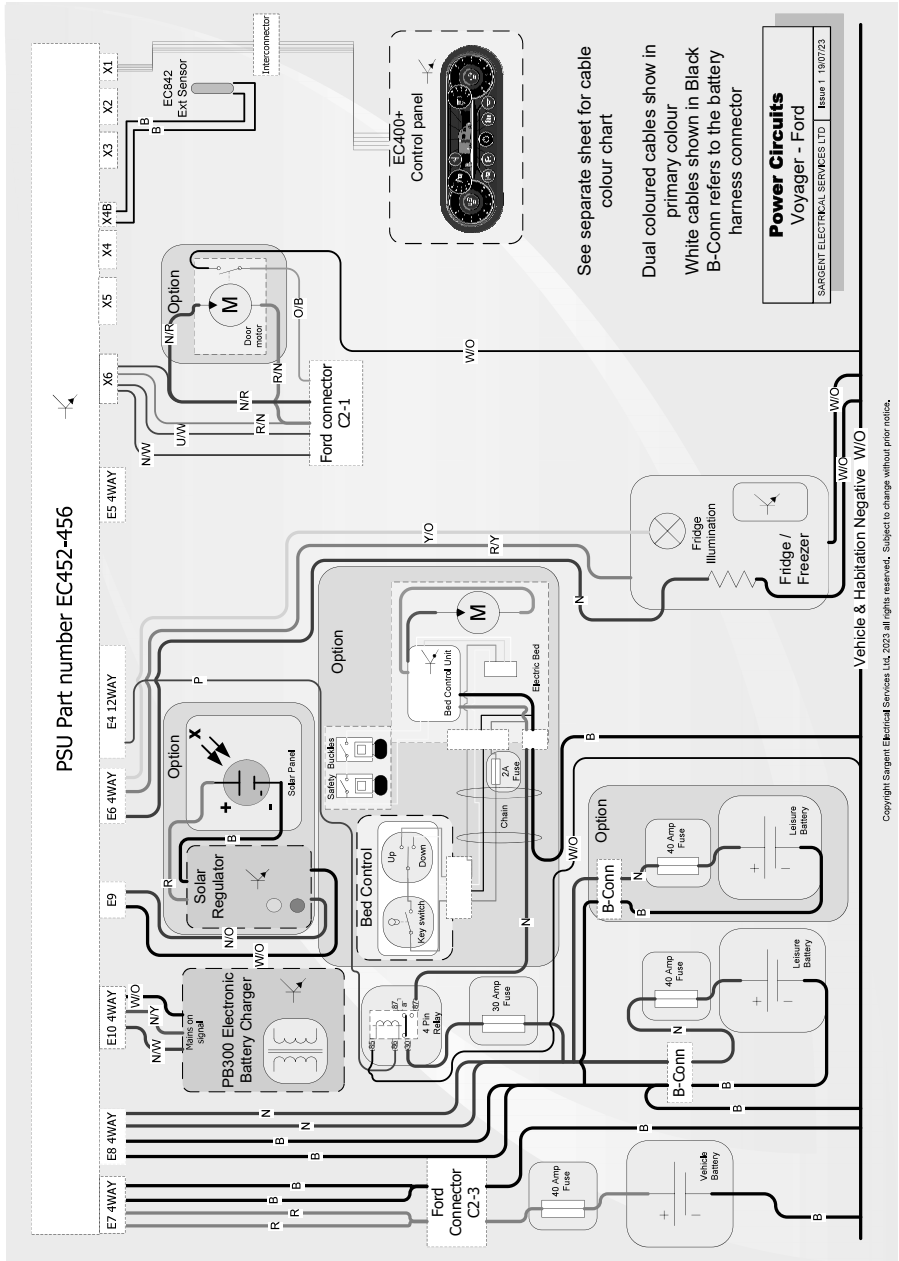 PSU Part number EC452-456
E7 4WAY
E8 4WAY
E10 4WAY
E9
E6 4WAY
E4 12WAY
E5 4WAY
X6
X5
X4
X4B
X3
X2
X1
R
R
B
B
B
B
N
N
N/W
N/Y
W/O
Mains on
signal
PB300 Electronic
Battery Charger
N/O
W/O
R
B
Solar
Regulator
Option
+
-
Solar Panel
P
Y/O
R/Y
N
N/W
U/W
R/N
N/R
N/R
R/N
O/B
Option
M
Door
motor
Ford connector
C2-1
W/O
B
B
EC842
Ext Sensor
Interconnector
EC400+
Control panel
Option
Safety Buckles
Bed Control
Key switch
Up
Down
Bed Control Unit
M
Electric Bed
2A
Fuse
Chain
85
86
30
87
a
87
4 Pin
Relay
30 Amp
Fuse
N
W/O
B
Fridge
Illumination
Fridge /
Freezer
W/O
W/O
Ford
Connector
C2-3
40 Amp
Fuse
+
-
Vehicle
Battery
B
B
B
B-Conn
N
B
40 Amp
Fuse
+
-
Leisure
Battery
Option
B-Conn
N
B
40 Amp
Fuse
+
-
Leisure
Battery
Vehicle & Habitation Negative W/O
See separate sheet for cable
colour chart
Dual coloured cables show in
primary colour
White cables shown in Black
B-Conn refers to the battery
harness connector
Power Circuits
Voyager - Ford
SARGENT ELECTRICAL SERVICES LTD
Issue 1 19/07/23
Copyright Sargent Electrical Services Ltd, 2023 all rights reserved. Subject to change without prior notice.